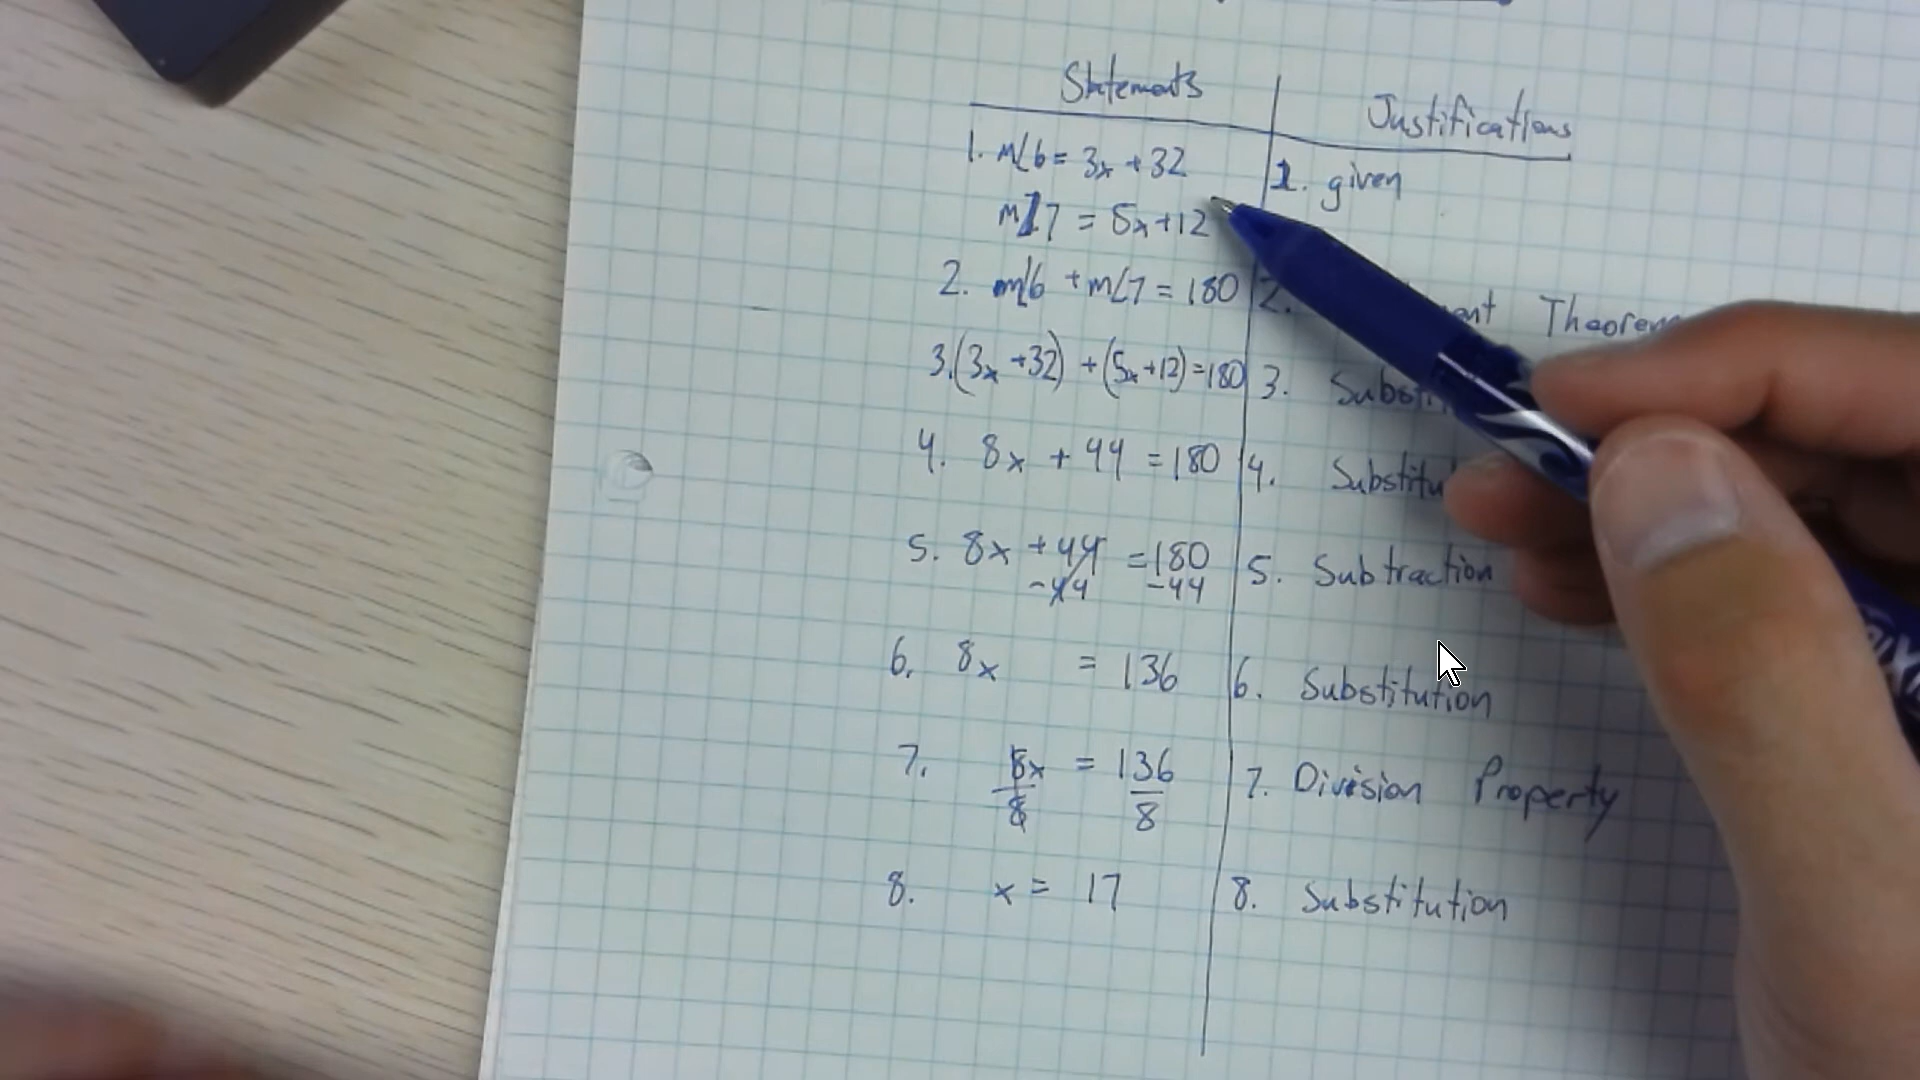 Statements Justifications
1. m∠6 = 3x + 32 1. given
m∠7 = 5x + 12
2. m∠6 + m∠7 = 180 2. Theorem
3. (3x + 32) + (5x + 12) = 180 3.
4. 8x + 44 = 180 4.
5. 8x + 44 = 180 5. Subtraction
-44 -44
6. 8x = 136 6. Substitution
7. 8x = 136 7. Division Property
8 8
8. x = 17 8. Substitution